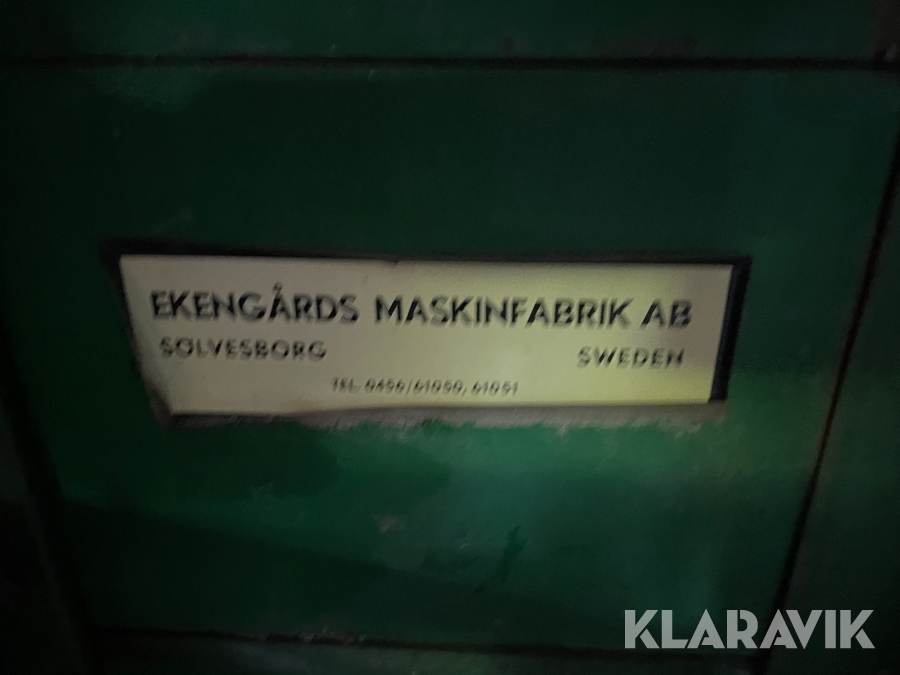 EKENGÅRDS MASKINFABRIK AB
SÖLVESBORG SWEDEN
TEL. 0456/61050, 61051
KLARAVIK